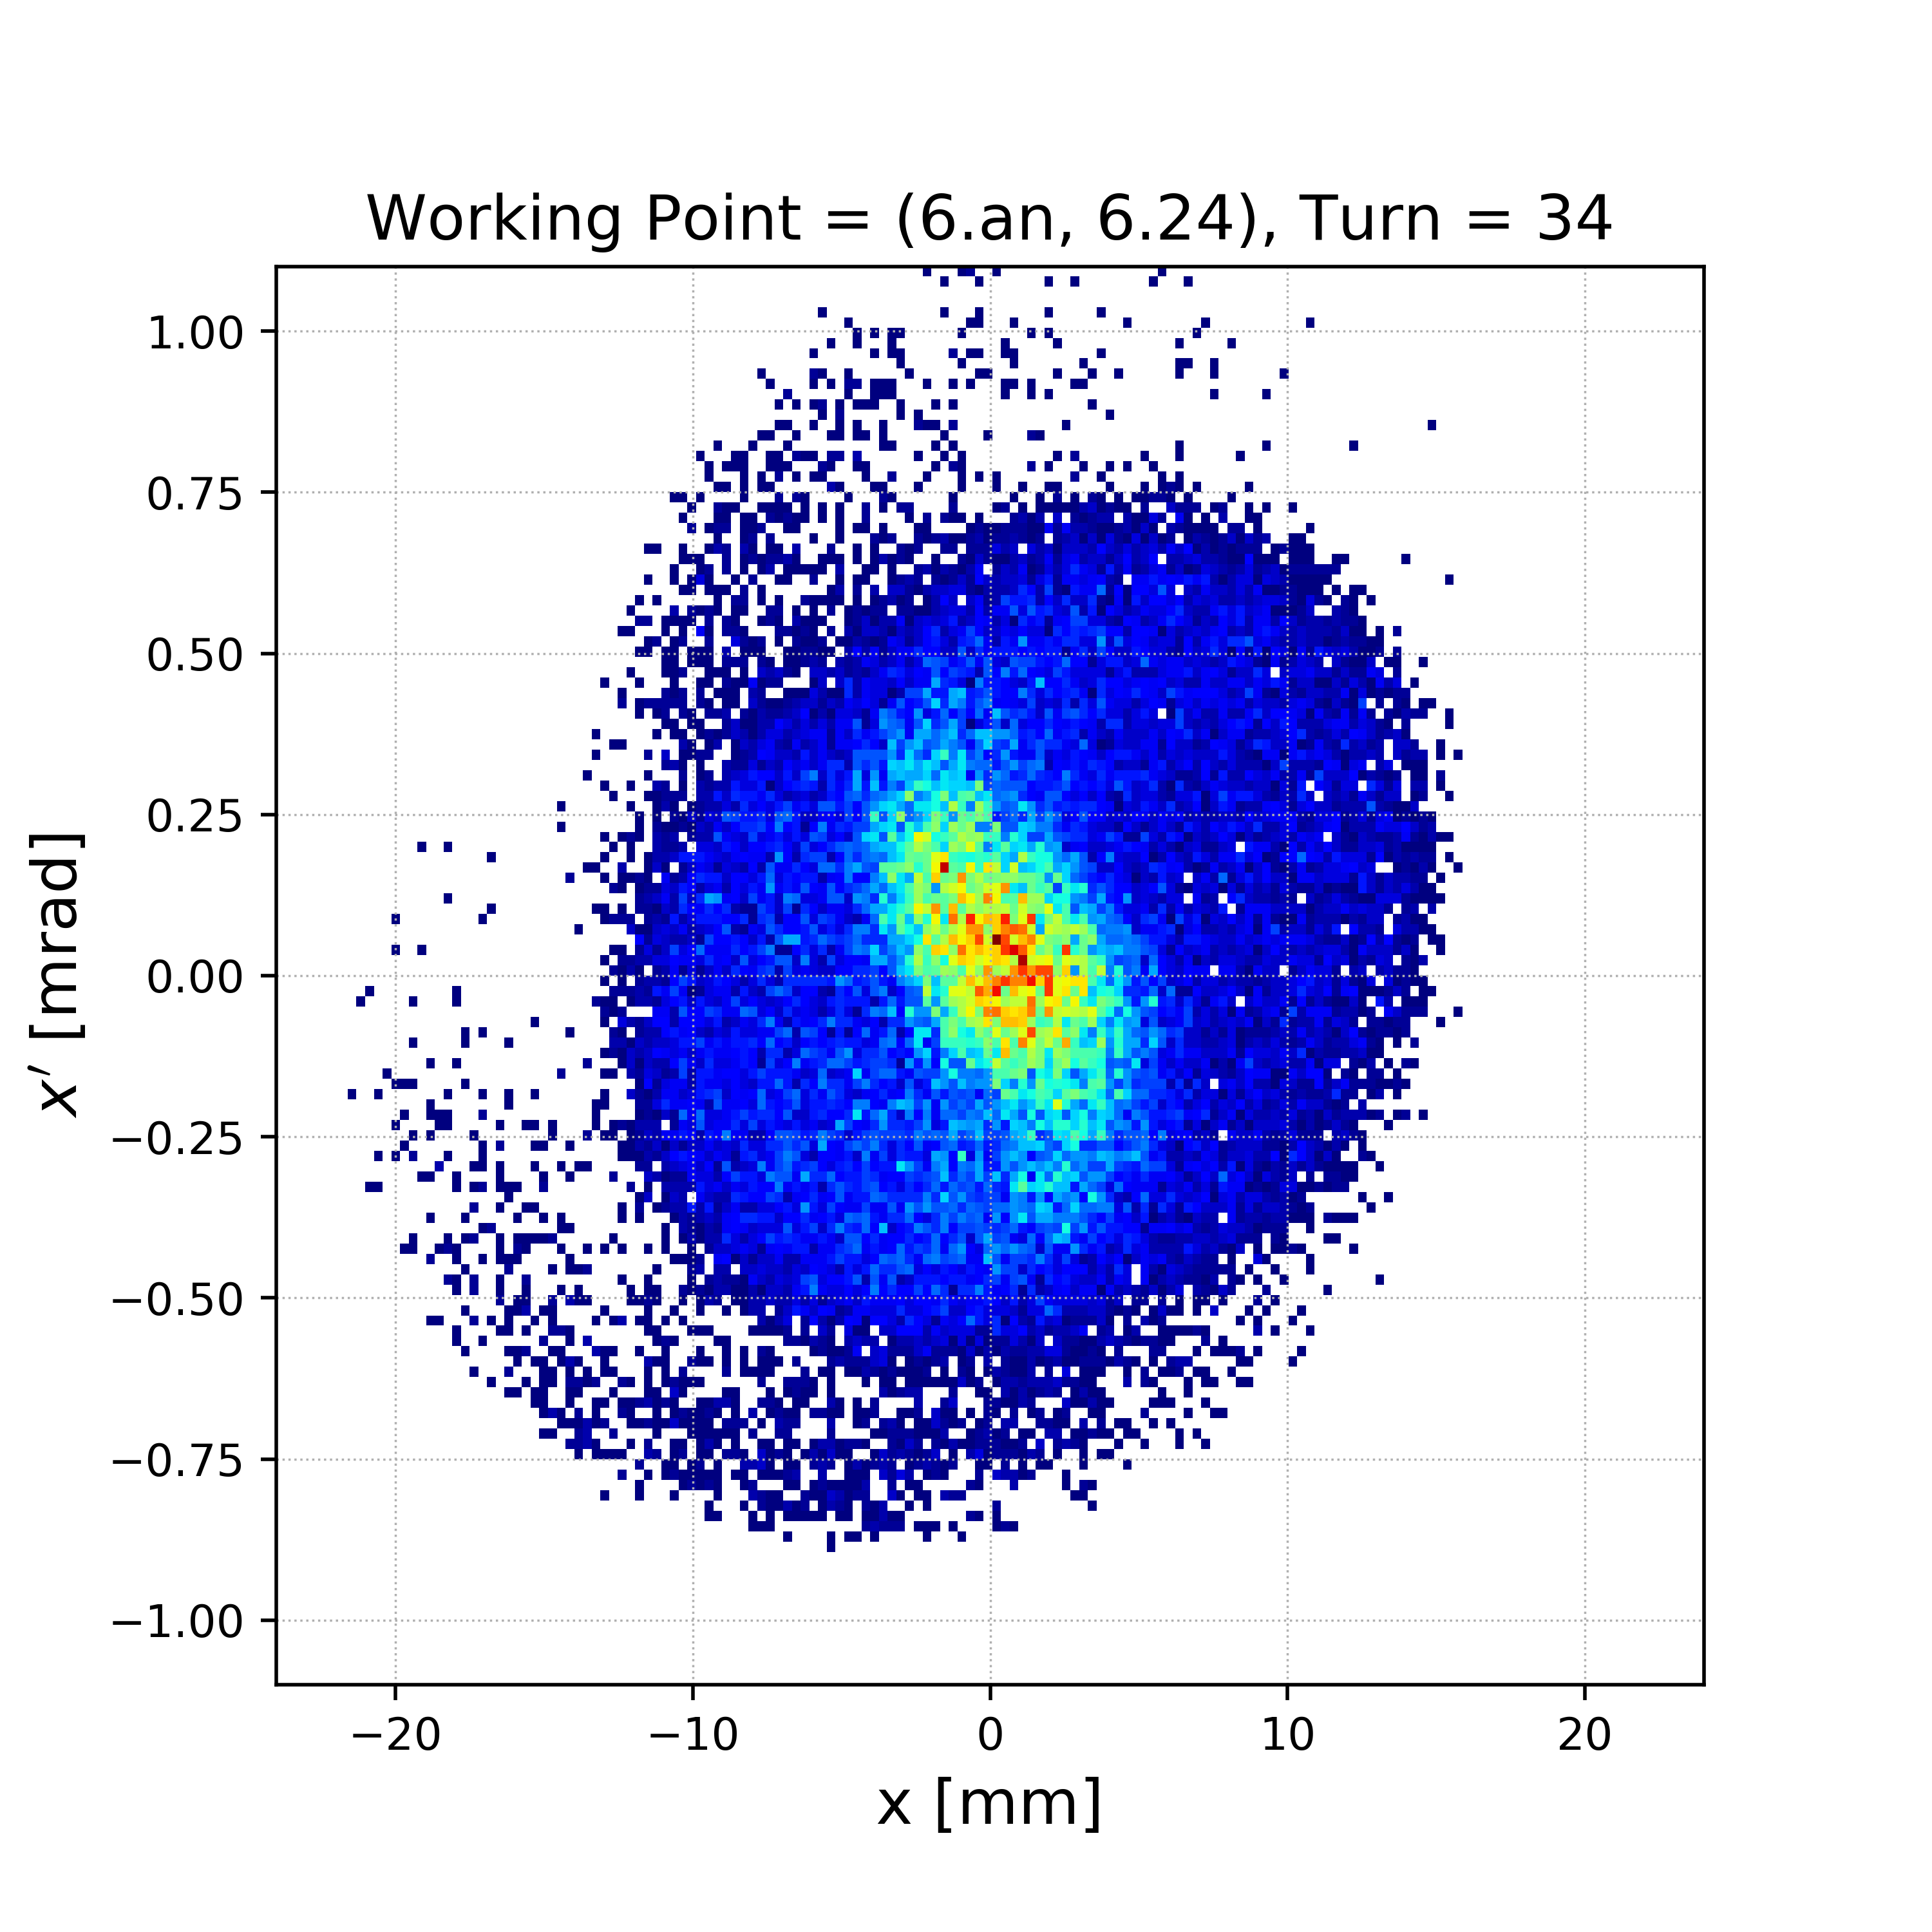 Working Point = (6.an, 6.24), Turn = 34
1.00
0.75
0.50
0.25
0.00
−0.25
−0.50
−0.75
−1.00
x′ [mrad]
−20 −10 0 10 20
x [mm]